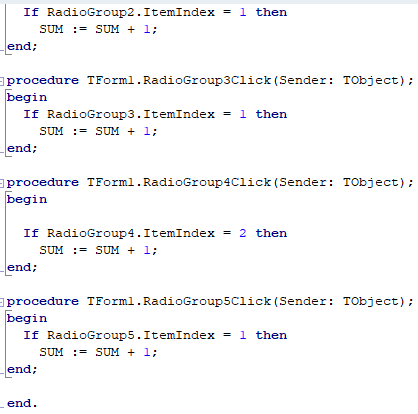 If RadioGroup2.ItemIndex = 1 then
SUM := SUM + 1;
end;
procedure TForm1.RadioGroup3Click(Sender: TObject);
begin
If RadioGroup3.ItemIndex = 1 then
SUM := SUM + 1;
end;
procedure TForm1.RadioGroup4Click(Sender: TObject);
begin
If RadioGroup4.ItemIndex = 2 then
SUM := SUM + 1;
end;
procedure TForm1.RadioGroup5Click(Sender: TObject);
begin
If RadioGroup5.ItemIndex = 1 then
SUM := SUM + 1;
end;
end.